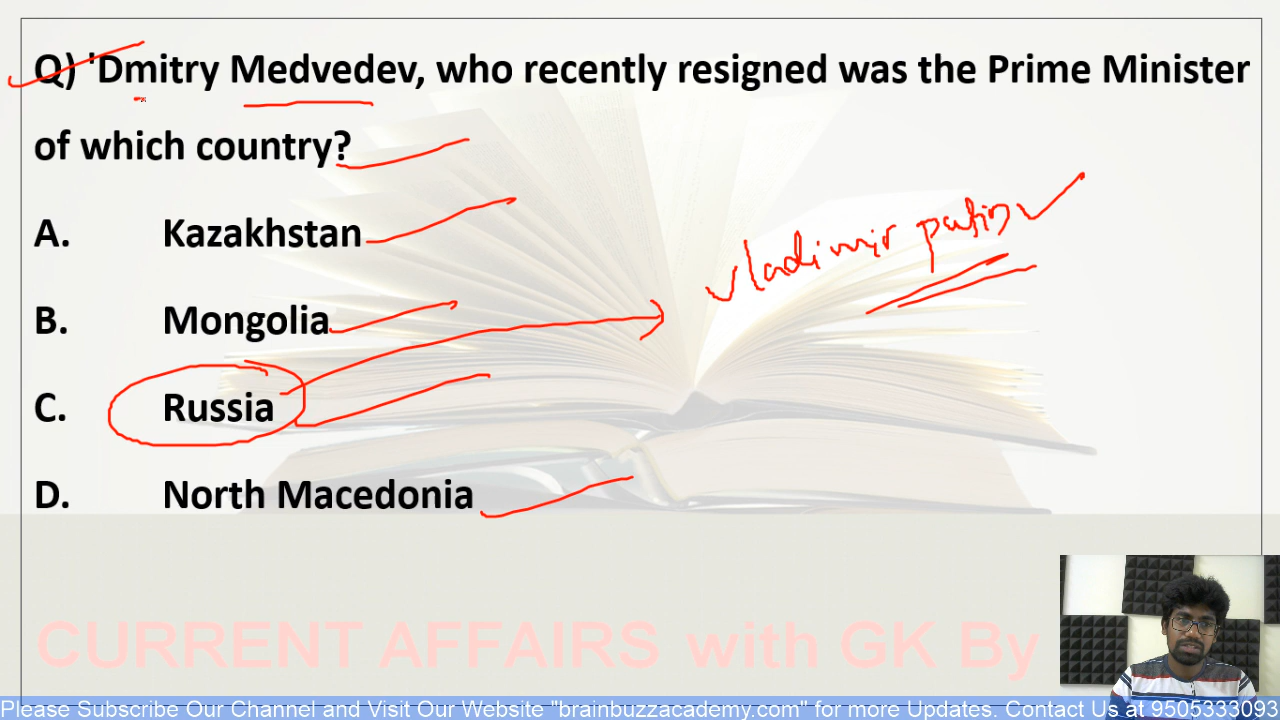 Q) 'Dmitry Medvedev, who recently resigned was the Prime Minister
of which country?
A. Kazakhstan
B. Mongolia
C. Russia
D. North Macedonia
vladimir putin
CURRENT AFFAIRS with GK By
Please Subscribe Our Channel and Visit Our Website "brainbuzzacademy.com" for more Updates. Contact Us at 9505333093